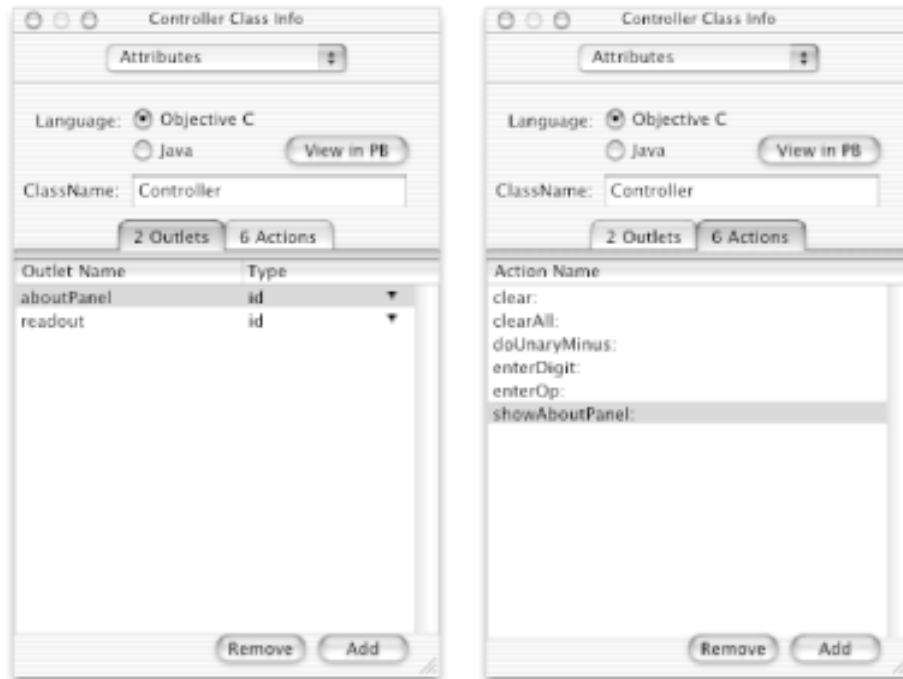 Controller Class Info
Attributes
Language: Objective C
Java View in PB
ClassName: Controller
2 Outlets 6 Actions
Outlet Name Type
aboutPanel id
readout id
Remove Add
Controller Class Info
Attributes
Language: Objective C
Java View in PB
ClassName: Controller
2 Outlets 6 Actions
Action Name
clear:
clearAll:
doUnaryMinus:
enterDigit:
enterOp:
showAboutPanel:
Remove Add